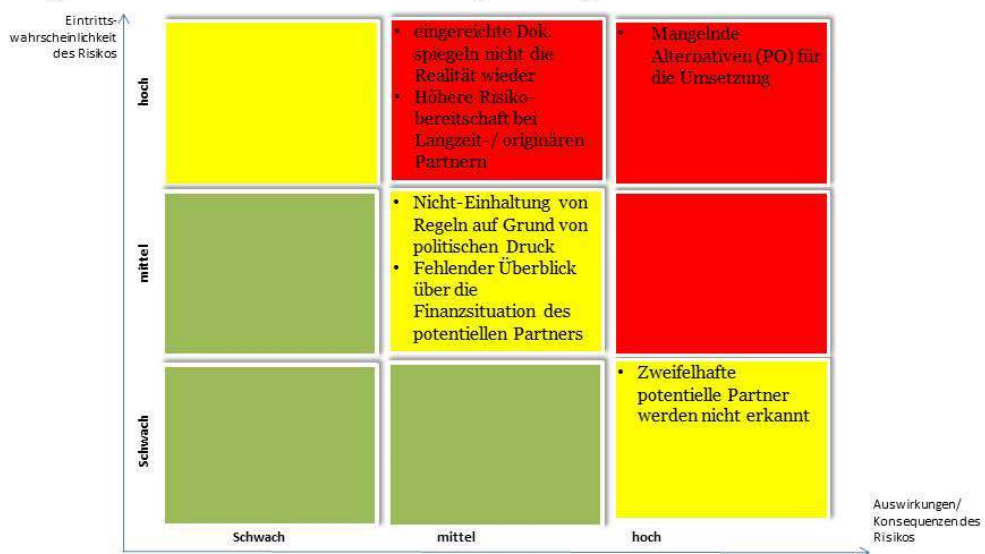 Eintritts-
wahrscheinlichkeit
des Risikos
hoch
• eingereichte Dok.
spiegeln nicht die
Realität wieder
• Höhere Risiko-
bereitschaft bei
Langzeit-/ originären
Partnern
• Mangelnde
Alternativen (PO) für
die Umsetzung
mittel
• Nicht-Einhaltung von
Regeln auf Grund von
politischen Druck
• Fehlender Überblick
über die
Finanzsituation des
potentiellen Partners
Schwach
• Zweifelhafte
potentielle Partner
werden nicht erkannt
Schwach
mittel
hoch
Auswirkungen/
Konsequenzen des
Risikos